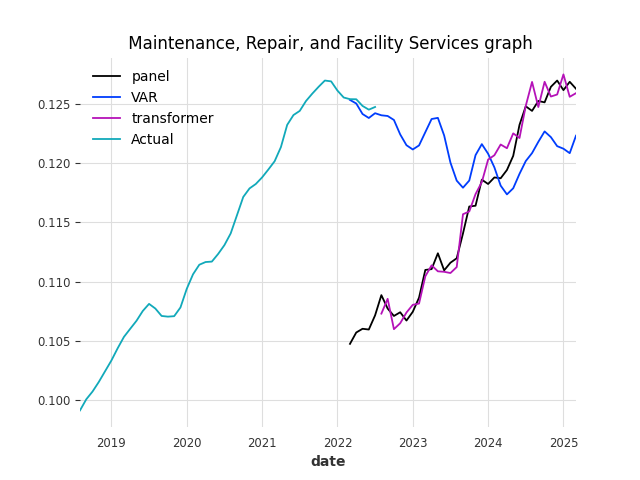 Maintenance, Repair, and Facility Services graph
panel
VAR
transformer
Actual
0.125
0.120
0.115
0.110
0.105
0.100
2019 2020 2021 2022 2023 2024 2025
date